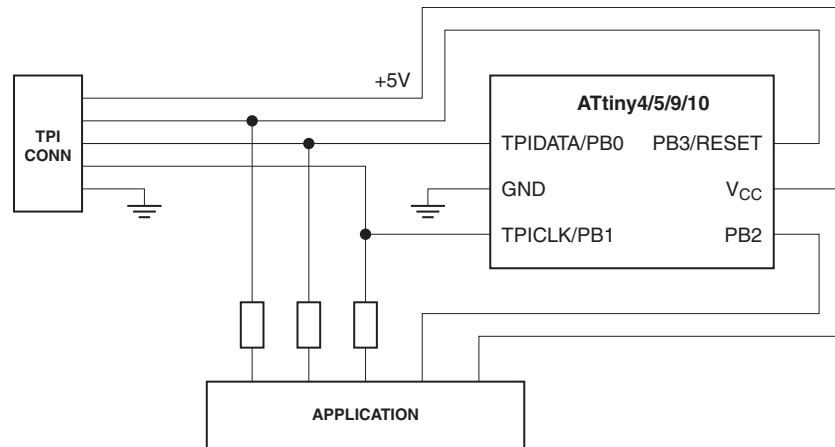 +5V
TPI
CONN
ATtiny4/5/9/10
TPIDATA/PB0 PB3/RESET
GND VCC
TPICLK/PB1 PB2
APPLICATION